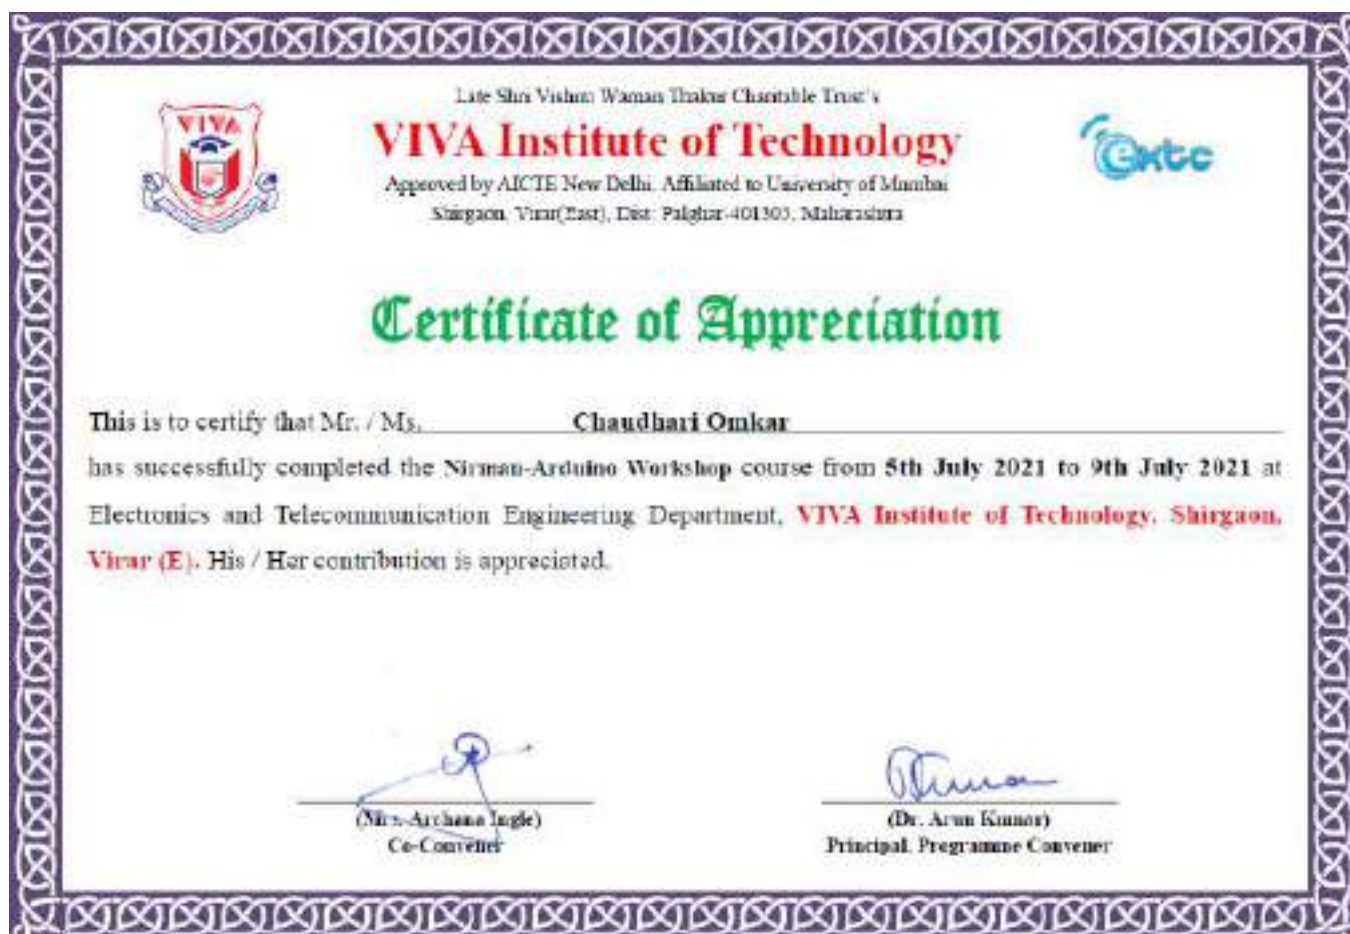 Late Shri Vishnu Waman Thakur Charitable Trust's
VIVA
VIVA Institute of Technology
extc
Approved by AICTE New Delhi, Affiliated to University of Mumbai
Shirgaon, Virar(East), Dist: Palghar-401303, Maharashtra
Certificate of Appreciation
This is to certify that Mr. / Ms. Chaudhari Omkar
has successfully completed the Nirman-Arduino Workshop course from 5th July 2021 to 9th July 2021 at
Electronics and Telecommunication Engineering Department, VIVA Institute of Technology, Shirgaon,
Virar (E). His / Her contribution is appreciated.
(Mrs. Archana Ingle)
Co-Convener
(Dr. Arun Kumar)
Principal, Programme Convener